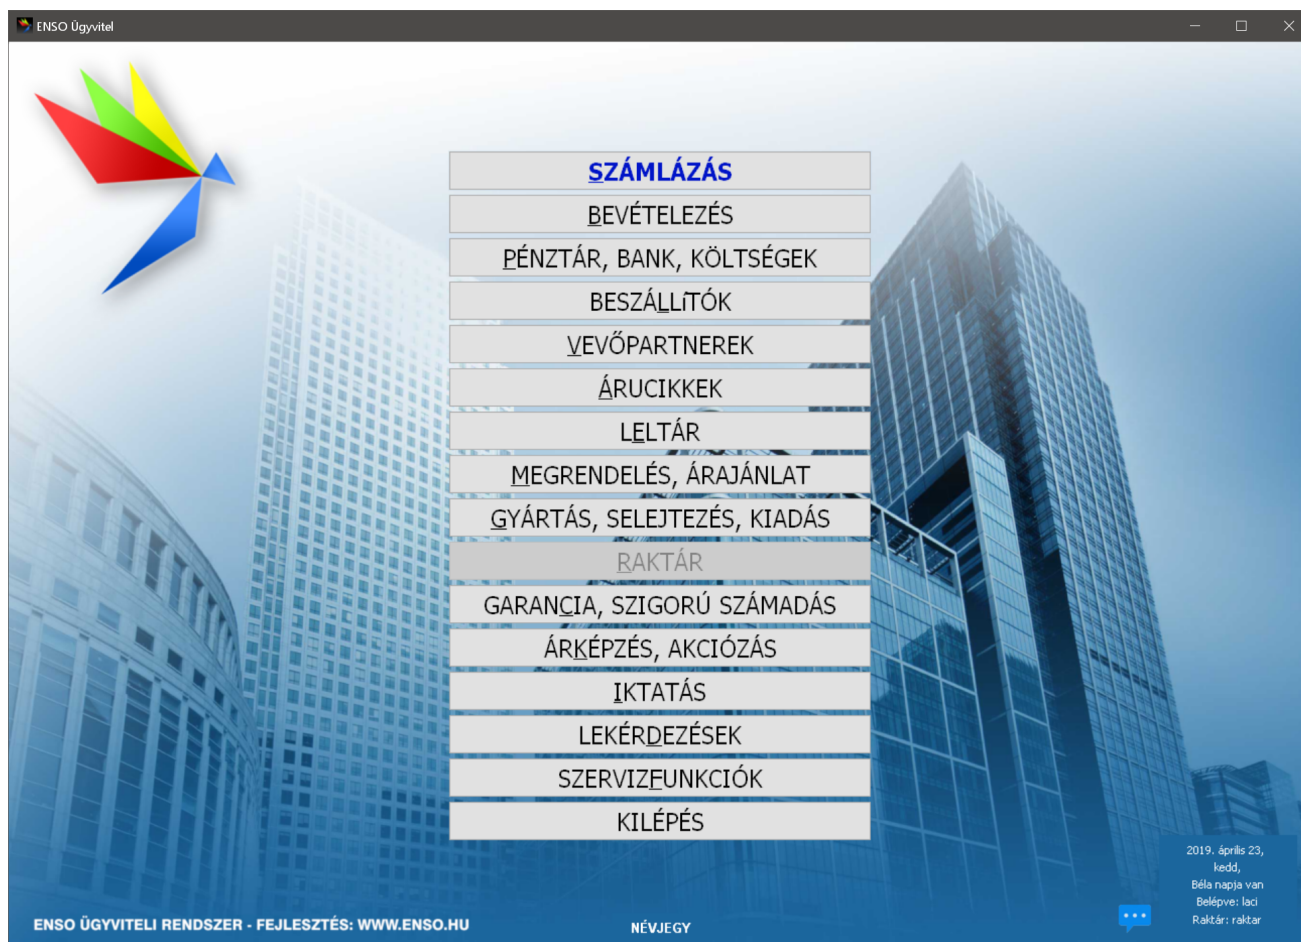 ENSO Ügyvitel
SZÁMLÁZÁS
BEVÉTELEZÉS
PÉNZTÁR, BANK, KÖLTSÉGEK
BESZÁLLíTÓK
VEVŐPARTNEREK
ÁRUCIKKEK
LELTÁR
MEGRENDELÉS, ÁRAJÁNLAT
GYÁRTÁS, SELEJTEZÉS, KIADÁS
RAKTÁR
GARANCIA, SZIGORÚ SZÁMADÁS
ÁRKÉPZÉS, AKCIÓZÁS
IKTATÁS
LEKÉRDEZÉSEK
SZERVIZFUNKCIÓK
KILÉPÉS
2019. április 23,
kedd,
Béla napja van
Belépve: laci
Raktár: raktar
ENSO ÜGYVITELI RENDSZER - FEJLESZTÉS: WWW.ENSO.HU
NÉVJEGY